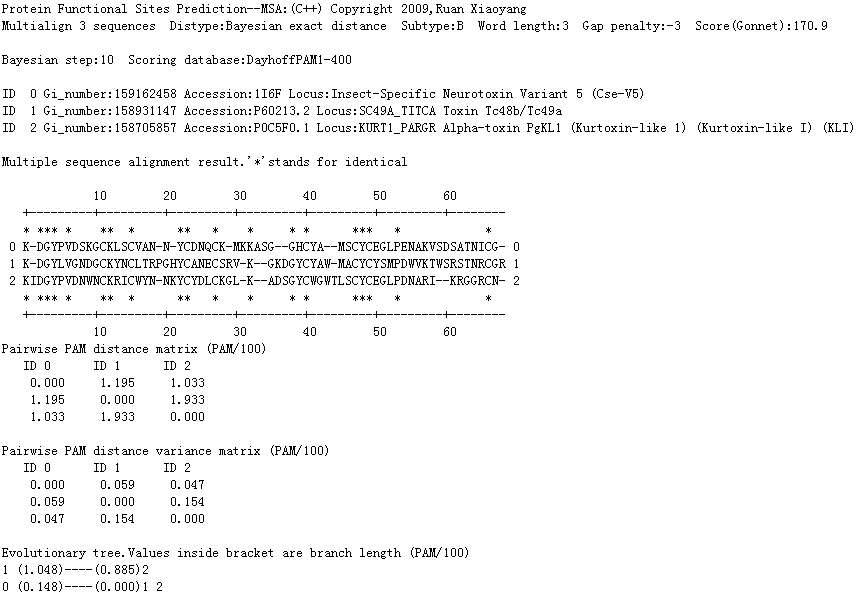 Protein Functional Sites Prediction--MSA:(C++) Copyright 2009,Ruan Xiaoyang
Multialign 3 sequences  Distype:Bayesian exact distance  Subtype:B  Word length:3  Gap penalty:-3  Score(Gonnet):170.9
Bayesian step:10  Scoring database:DayhoffPAM1-400
ID  0 Gi_number:159162458 Accession:1I6F Locus:Insect-Specific Neurotoxin Variant 5 (Cse-V5)
ID  1 Gi_number:158931147 Accession:P60213.2 Locus:SC49A_TITCA Toxin Tc48b/Tc49a
ID  2 Gi_number:158705857 Accession:P0C5F0.1 Locus:KURT1_PARGR Alpha-toxin PgKL1 (Kurtoxin-like 1) (Kurtoxin-like I) (KLI)
Multiple sequence alignment result.'*'stands for identical
          10        20        30        40        50        60
+---------+---------+---------+---------+---------+---------+-------
* *** *    ** *      **   *    *     * *      ***   *            *
0 K-DGYPVDSKGCKLSCVAN-N-YCDNQCK-MKKASG--GHCYA--MSCYCEGLPENAKVSDSATNICG- 0
1 K-DGYLVGNDGCKYNCLTRPGHYCANECSRV-K--GKDGYCYAW-MACYCYSMPDWVKTWSRSTNRCGR 1
2 KIDGYPVDNWNCKRICWYN-NKYCYDLCKGL-K--ADSGYCWGWTLSCYCEGLPDNARI--KRGGRCN- 2
* *** *    ** *      **   *    *     * *      ***   *            *
+---------+---------+---------+---------+---------+---------+-------
          10        20        30        40        50        60
Pairwise PAM distance matrix (PAM/100)
ID 0      ID 1      ID 2
0.000     1.195     1.033
1.195     0.000     1.933
1.033     1.933     0.000
Pairwise PAM distance variance matrix (PAM/100)
ID 0      ID 1      ID 2
0.000     0.059     0.047
0.059     0.000     0.154
0.047     0.154     0.000
Evolutionary tree.Values inside bracket are branch length (PAM/100)
1 (1.048)----(0.885)2
0 (0.148)----(0.000)1 2